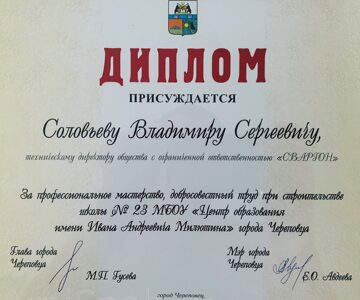 ДИПЛОМ
ПРИСУЖДАЕТСЯ
Соловьеву Владимиру Сергеевичу,
техническому директору общества с ограниченной ответственностью «СВАРГОН»
За профессиональное мастерство, добросовестный труд при строительстве
школы № 23 МБОУ «Центр образования
имени Ивана Андреевича Милютина» города Череповца
Глава города
Череповца
М.П. Гусева
Мэр города
Череповца
Е.О. Авдеева
город Череповец,